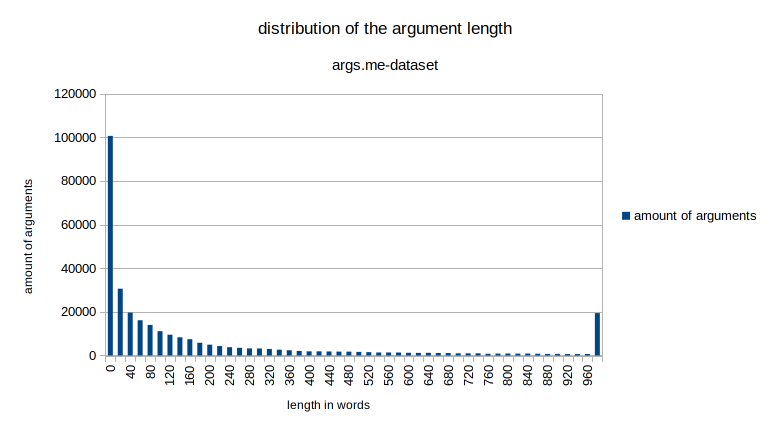 distribution of the argument length
args.me-dataset
120000
100000
80000
60000
40000
20000
0
amount of arguments
0 40 80 120 160 200 240 280 320 360 400 440 480 520 560 600 640 680 720 760 800 840 880 920 960
length in words
amount of arguments